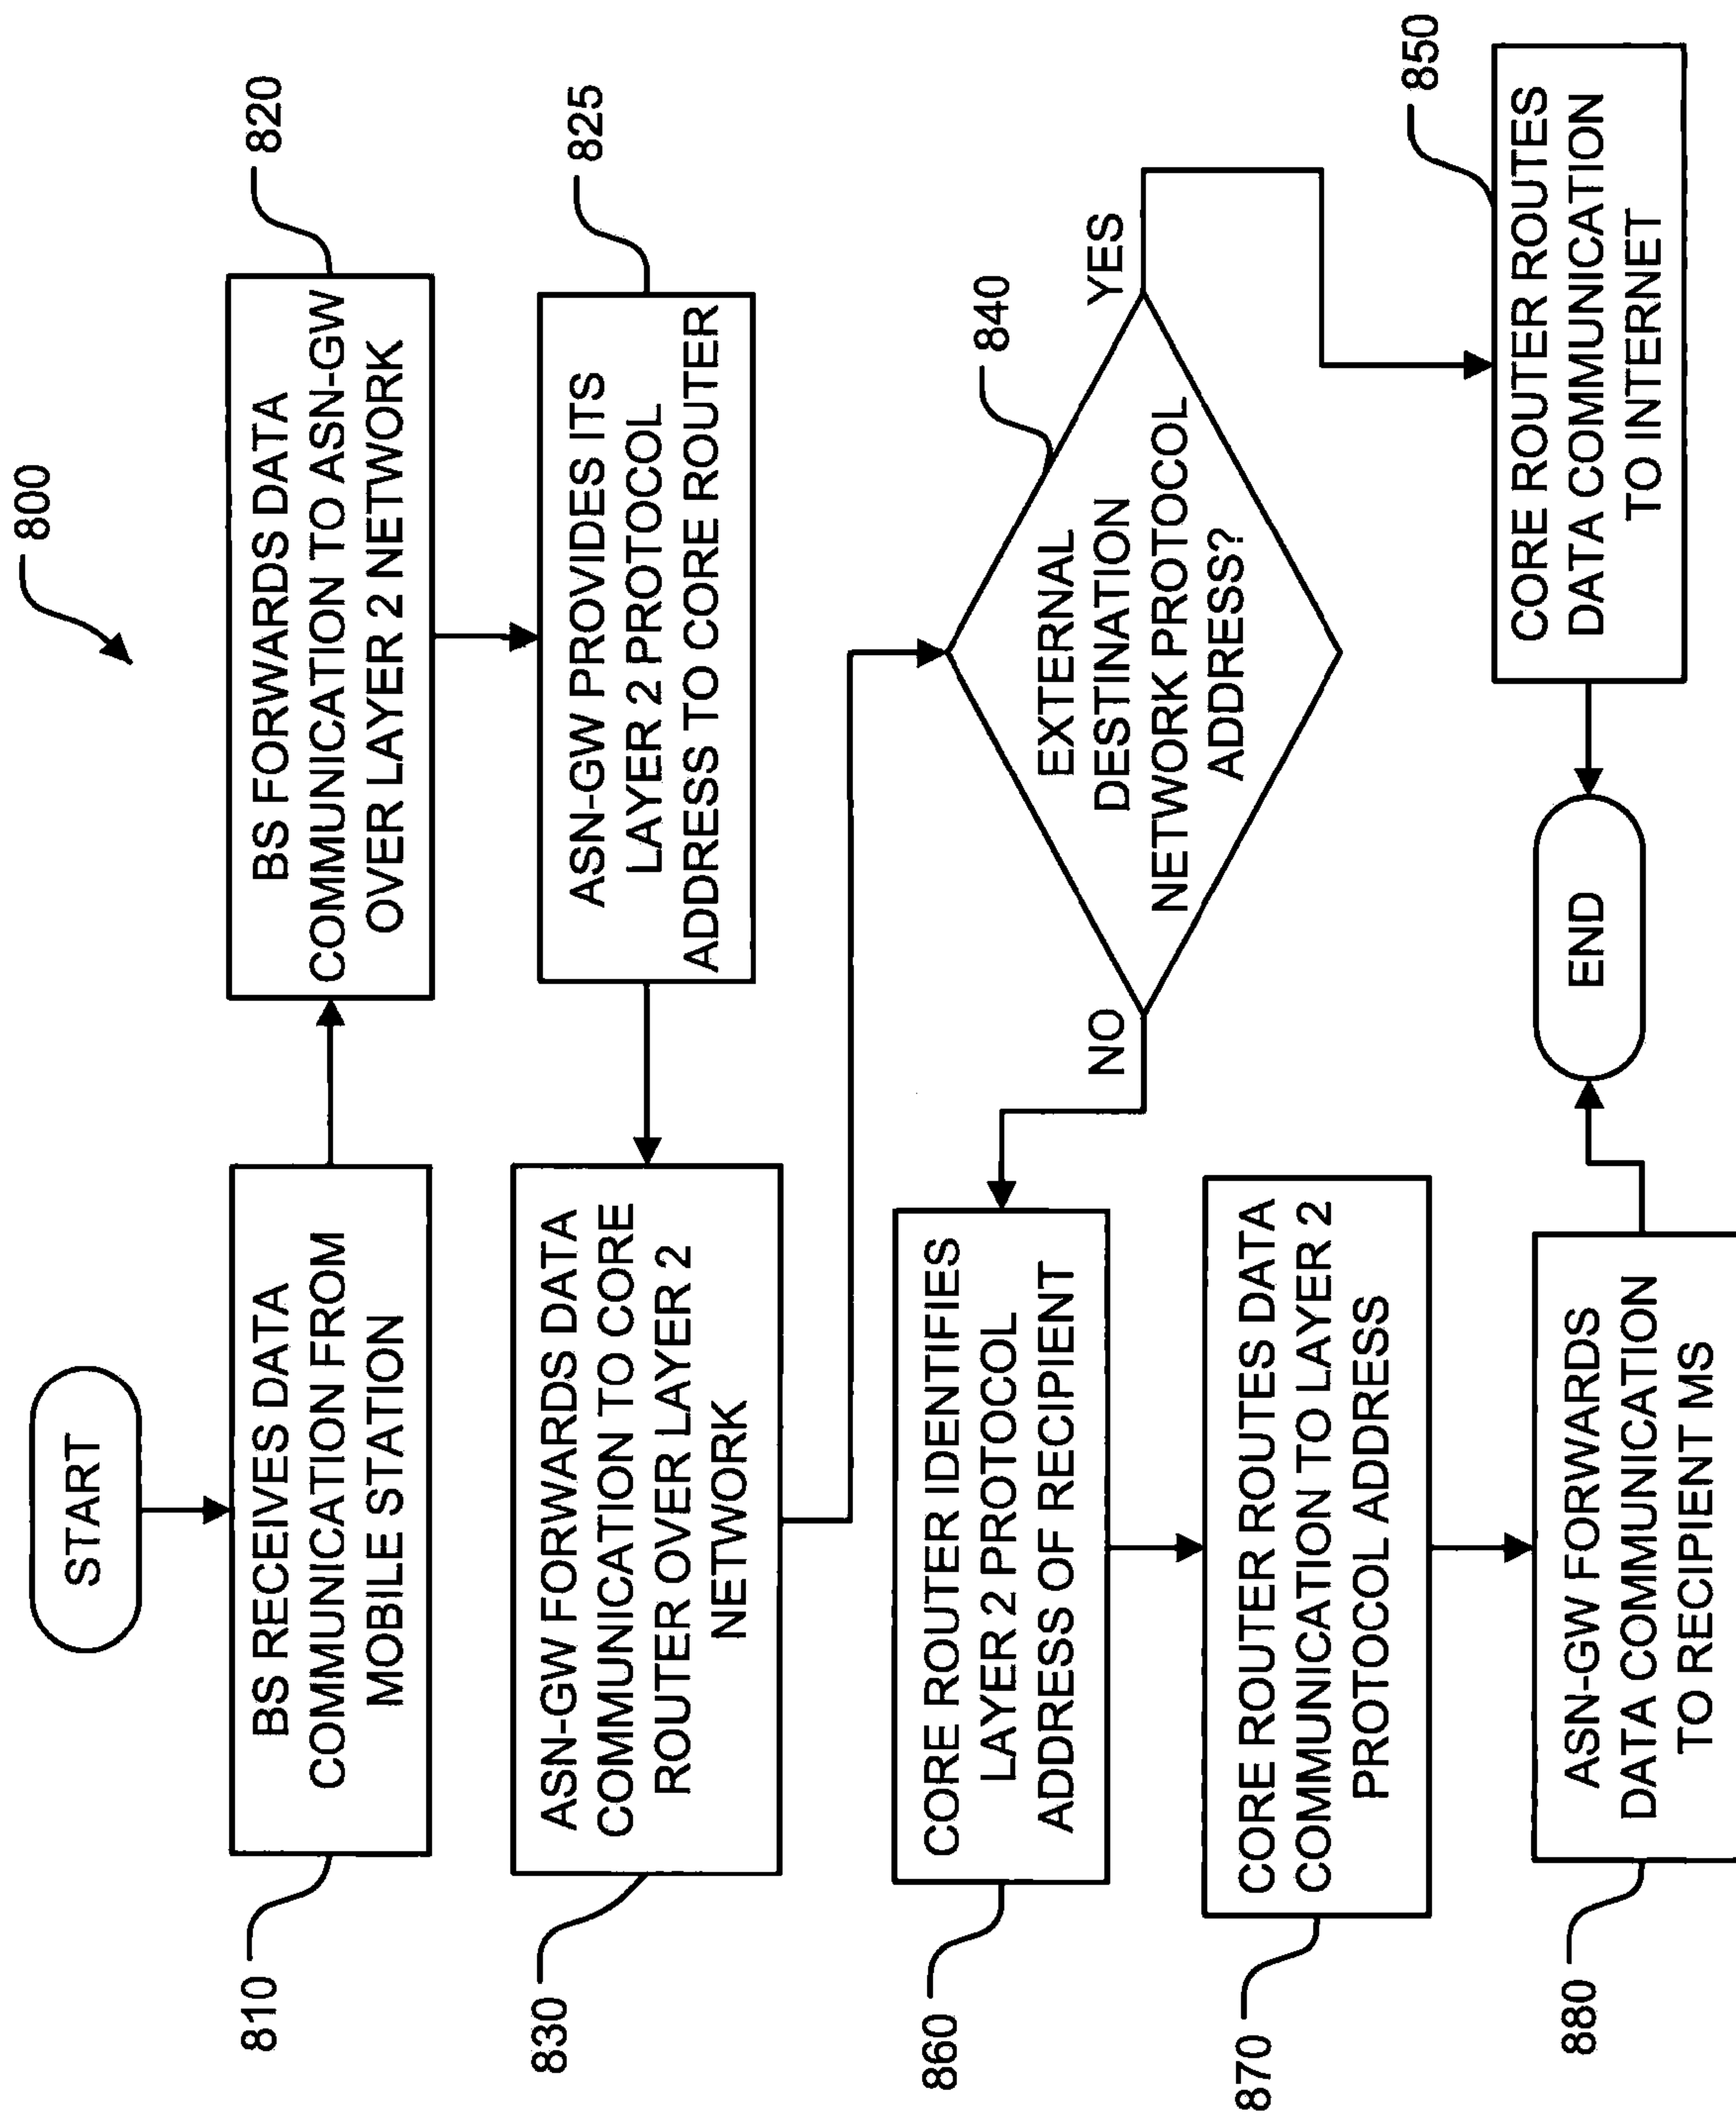 800
START
810
BS RECEIVES DATA
COMMUNICATION FROM
MOBILE STATION
820
BS FORWARDS DATA
COMMUNICATION TO ASN-GW
OVER LAYER 2 NETWORK
825
ASN-GW PROVIDES ITS
LAYER 2 PROTOCOL
ADDRESS TO CORE ROUTER
830
ASN-GW FORWARDS DATA
COMMUNICATION TO CORE
ROUTER OVER LAYER 2
NETWORK
840
EXTERNAL
DESTINATION
NETWORK PROTOCOL
ADDRESS?
YES
NO
850
CORE ROUTER ROUTES
DATA COMMUNICATION
TO INTERNET
860
CORE ROUTER IDENTIFIES
LAYER 2 PROTOCOL
ADDRESS OF RECIPIENT
870
CORE ROUTER ROUTES DATA
COMMUNICATION TO LAYER 2
PROTOCOL ADDRESS
880
ASN-GW FORWARDS
DATA COMMUNICATION
TO RECIPIENT MS
END